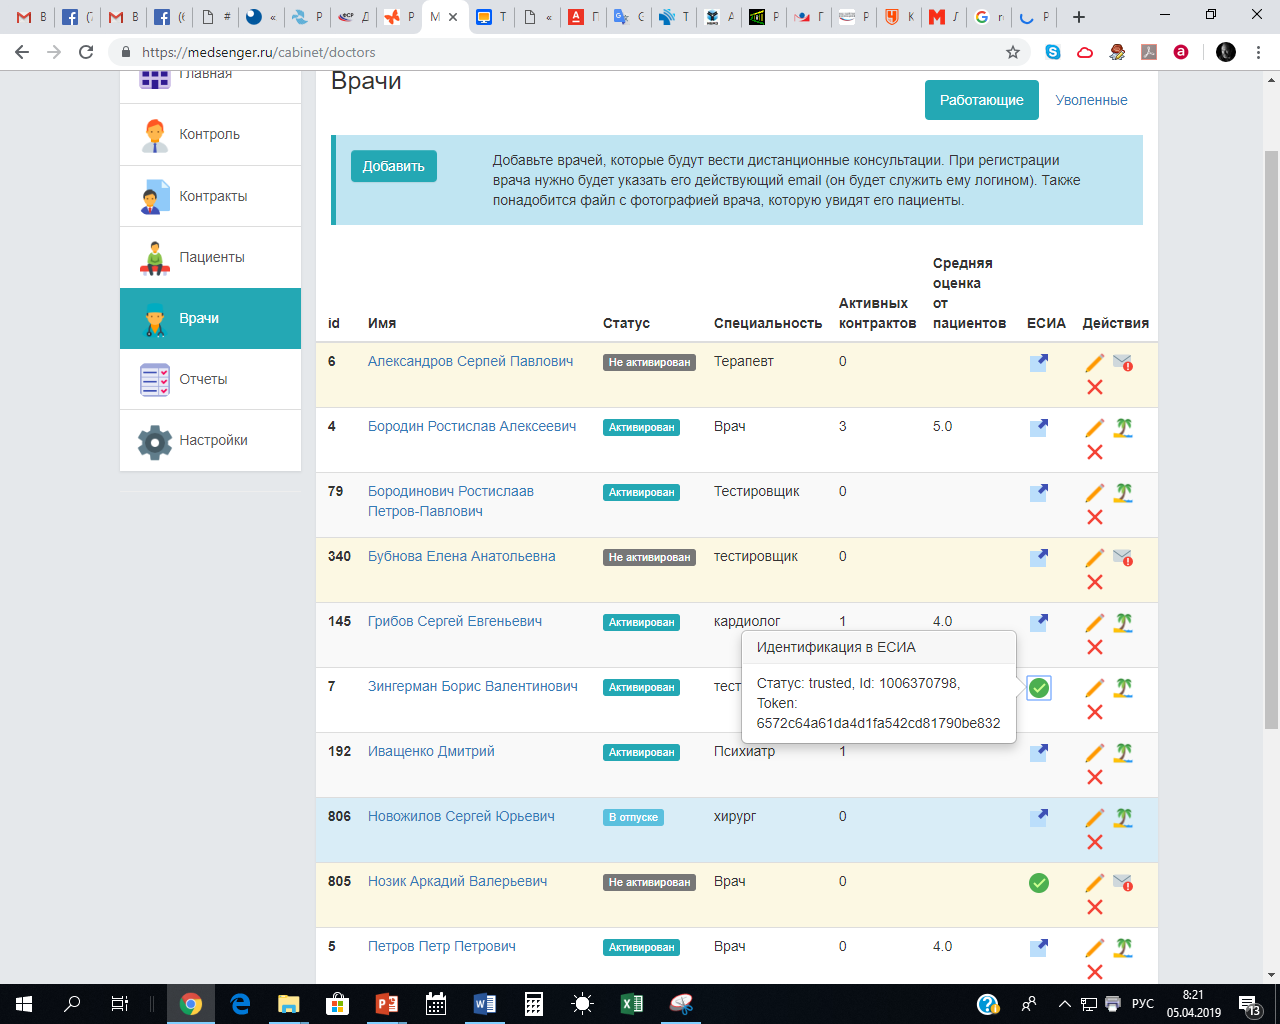 https://medsenger.ru/cabinet/doctors
Главная
Контроль
Контракты
Пациенты
Врачи
Отчеты
Настройки
Врачи
Работающие
Уволенные
Добавить
Добавьте врачей, которые будут вести дистанционные консультации. При регистрации
врача нужно будет указать его действующий email (он будет служить ему логином). Также
понадобится файл с фотографией врача, которую увидят его пациенты.
id Имя Статус Специальность Активных контрактов Средняя оценка от пациентов ЕСИА Действия
6 Александров Серпей Павлович Не активирован Терапевт 0
4 Бородин Ростислав Алексеевич Активирован Врач 3 5.0
79 Бородинович Ростислаав Активирован Тестировщик 0
Петров-Павлович
340 Бубнова Елена Анатольевна Не активирован тестировщик 0
145 Грибов Сергей Евгеньевич Активирован кардиолог 1 4.0
Идентификация в ЕСИА
7 Зингерман Борис Валентинович Активирован тест
Статус: trusted, Id: 1006370798,
Token:
6572c64a61da4d1fa542cd81790be832
192 Иващенко Дмитрий Активирован Психиатр 1
806 Новожилов Сергей Юрьевич В отпуске хирург 0
805 Нозик Аркадий Валерьевич Не активирован Врач 0
5 Петров Петр Петрович Активирован Врач 0 4.0
РУС
8:21
05.04.2019
13